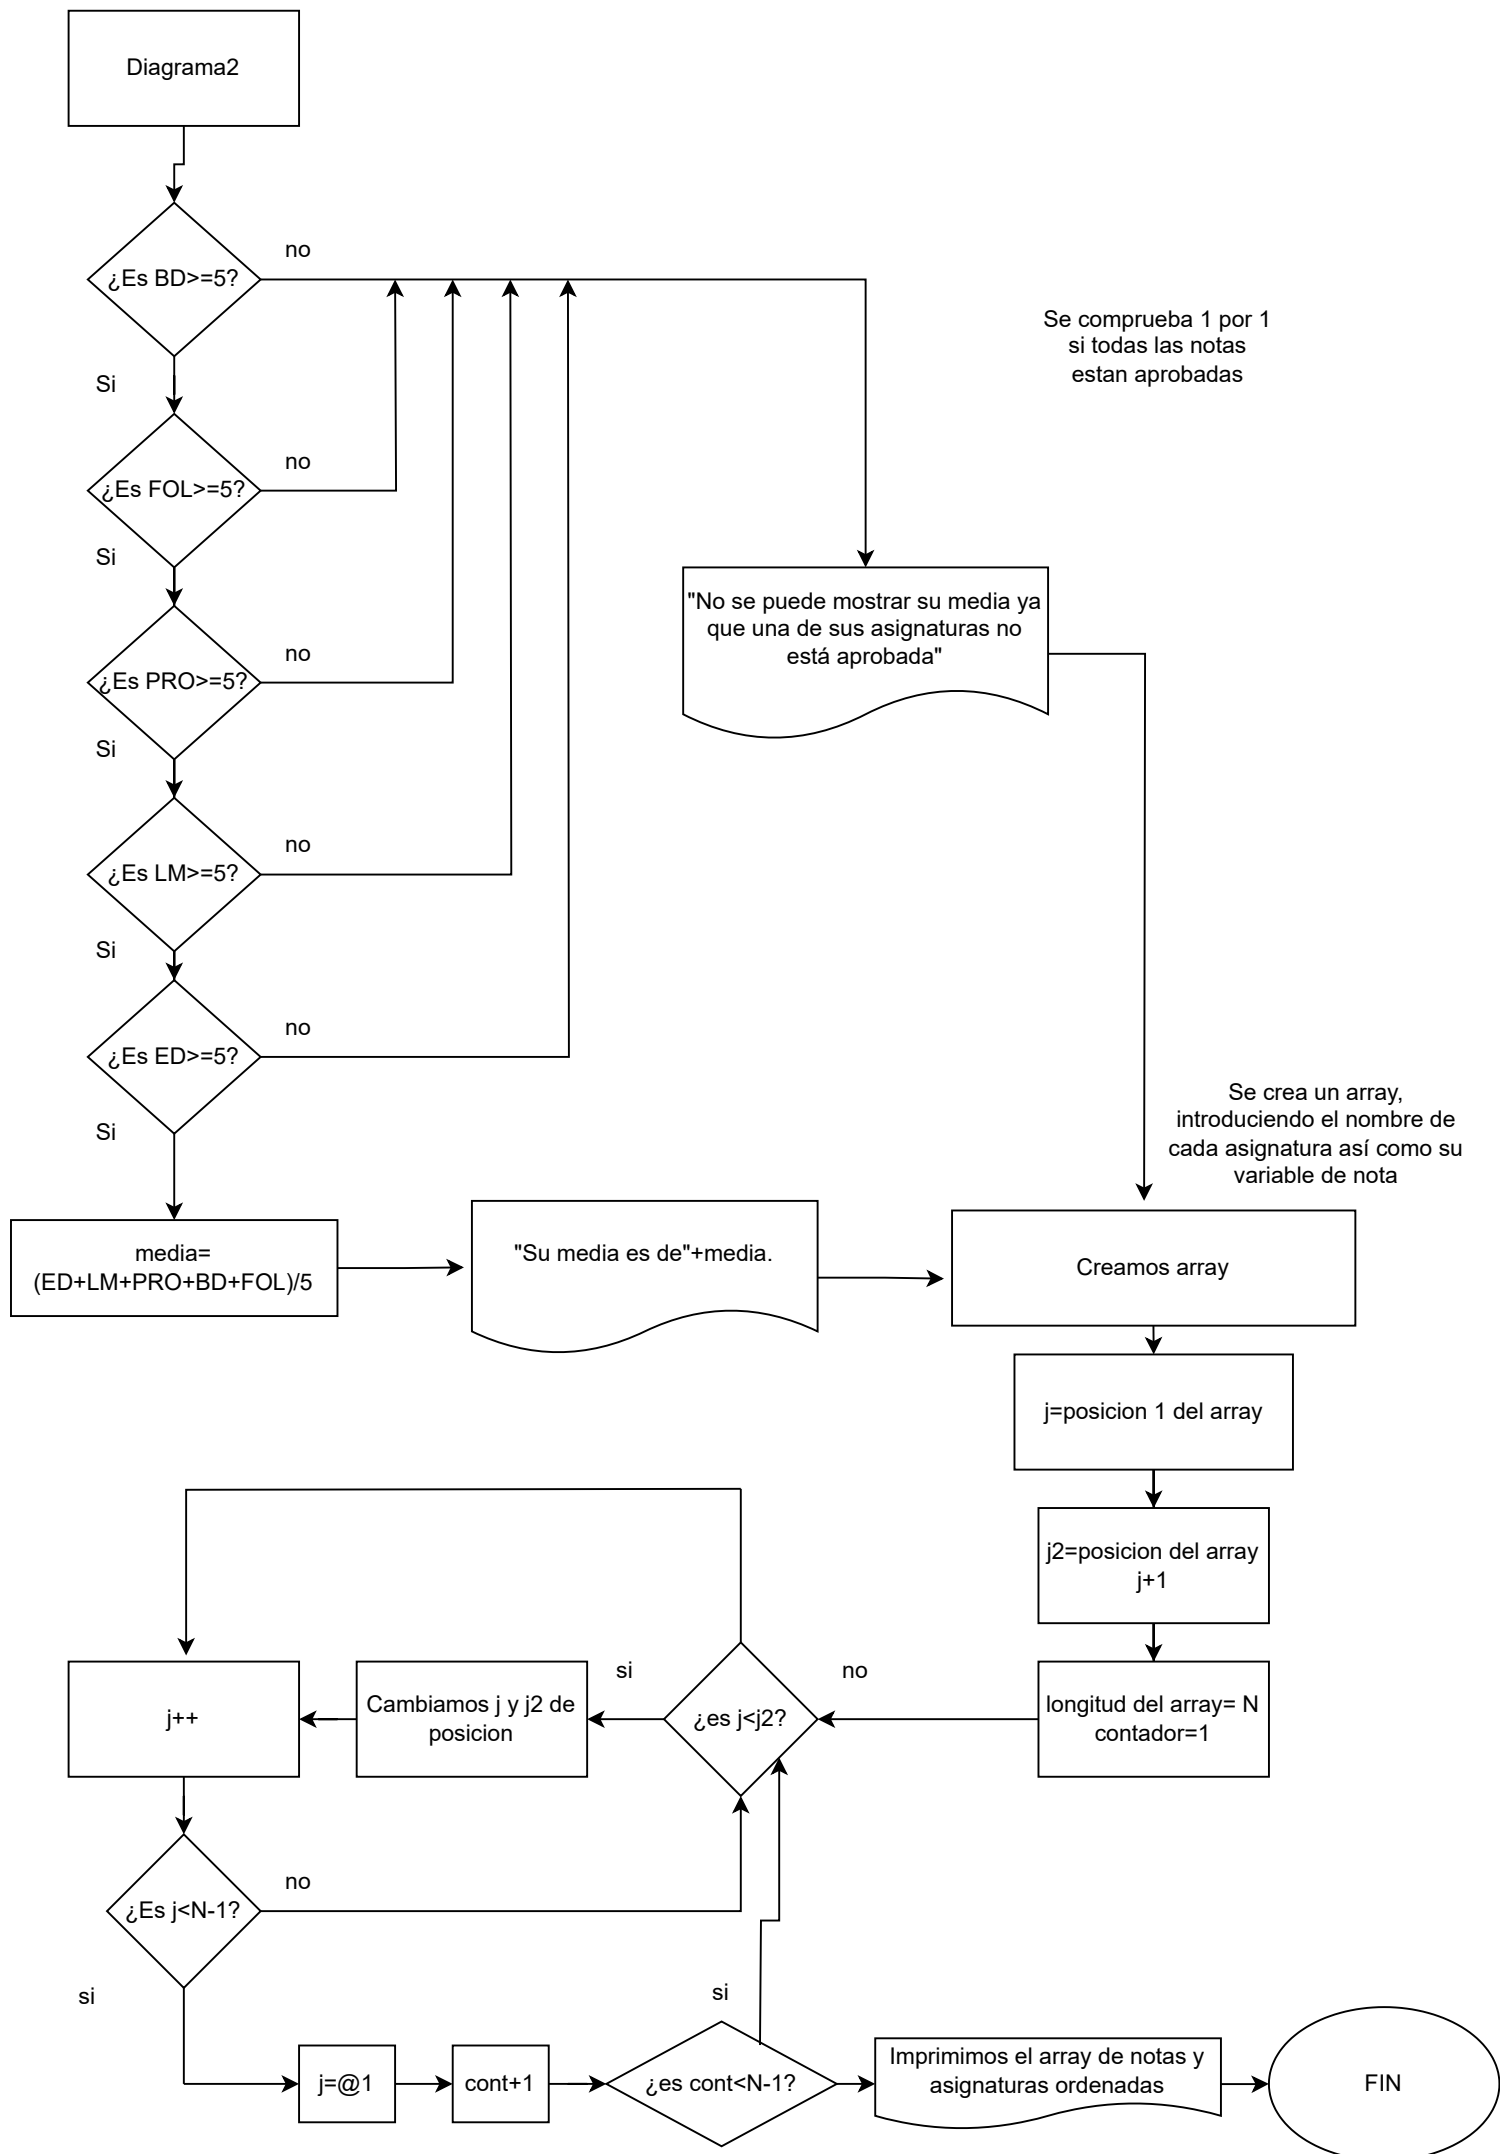 Diagrama2
no
¿Es BD>=5?
Se comprueba 1 por 1
si todas las notas
estan aprobadas
Si
no
¿Es FOL>=5?
Si
"No se puede mostrar su media ya
que una de sus asignaturas no
está aprobada"
no
¿Es PRO>=5?
Si
no
¿Es LM>=5?
Si
no
¿Es ED>=5?
Si
Se crea un array,
introduciendo el nombre de
cada asignatura así como su
variable de nota
media=
(ED+LM+PRO+BD+FOL)/5
"Su media es de"+media.
Creamos array
j=posicion 1 del array
j2=posicion del array
j+1
j++
Cambiamos j y j2 de
posicion
si
¿es j<j2?
no
longitud del array= N
contador=1
no
¿Es j<N-1?
si
si
j=@1
cont+1
¿es cont<N-1?
Imprimimos el array de notas y
asignaturas ordenadas
FIN